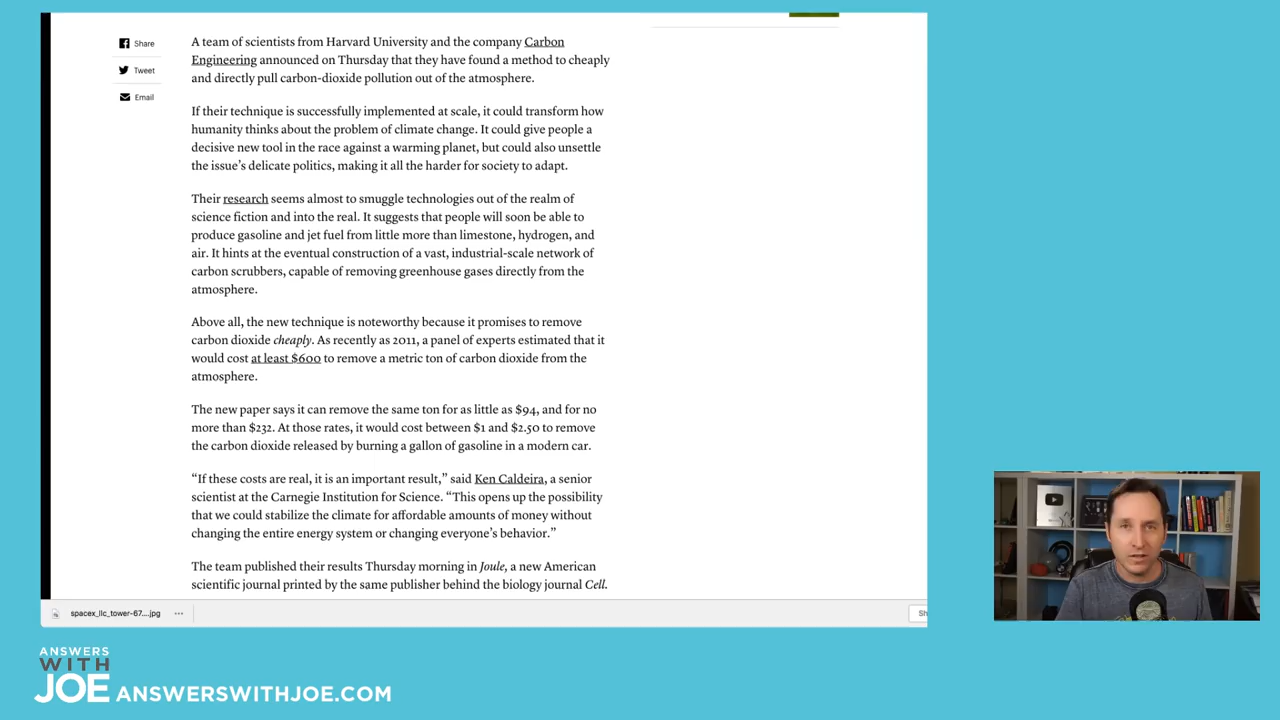 Share
Tweet
Email
A team of scientists from Harvard University and the company Carbon
Engineering announced on Thursday that they have found a method to cheaply
and directly pull carbon-dioxide pollution out of the atmosphere.
If their technique is successfully implemented at scale, it could transform how
humanity thinks about the problem of climate change. It could give people a
decisive new tool in the race against a warming planet, but could also unsettle
the issue’s delicate politics, making it all the harder for society to adapt.
Their research seems almost to smuggle technologies out of the realm of
science fiction and into the real. It suggests that people will soon be able to
produce gasoline and jet fuel from little more than limestone, hydrogen, and
air. It hints at the eventual construction of a vast, industrial-scale network of
carbon scrubbers, capable of removing greenhouse gases directly from the
atmosphere.
Above all, the new technique is noteworthy because it promises to remove
carbon dioxide cheaply. As recently as 2011, a panel of experts estimated that it
would cost at least $600 to remove a metric ton of carbon dioxide from the
atmosphere.
The new paper says it can remove the same ton for as little as $94, and for no
more than $232. At those rates, it would cost between $1 and $2.50 to remove
the carbon dioxide released by burning a gallon of gasoline in a modern car.
“If these costs are real, it is an important result,” said Ken Caldeira, a senior
scientist at the Carnegie Institution for Science. “This opens up the possibility
that we could stabilize the climate for affordable amounts of money without
changing the entire energy system or changing everyone’s behavior.”
The team published their results Thursday morning in Joule, a new American
scientific journal printed by the same publisher behind the biology journal Cell.
spacex_llc_tower-67....jpg
Sh
ANSWERS
WITH
JOE
ANSWERSWITHJOE.COM